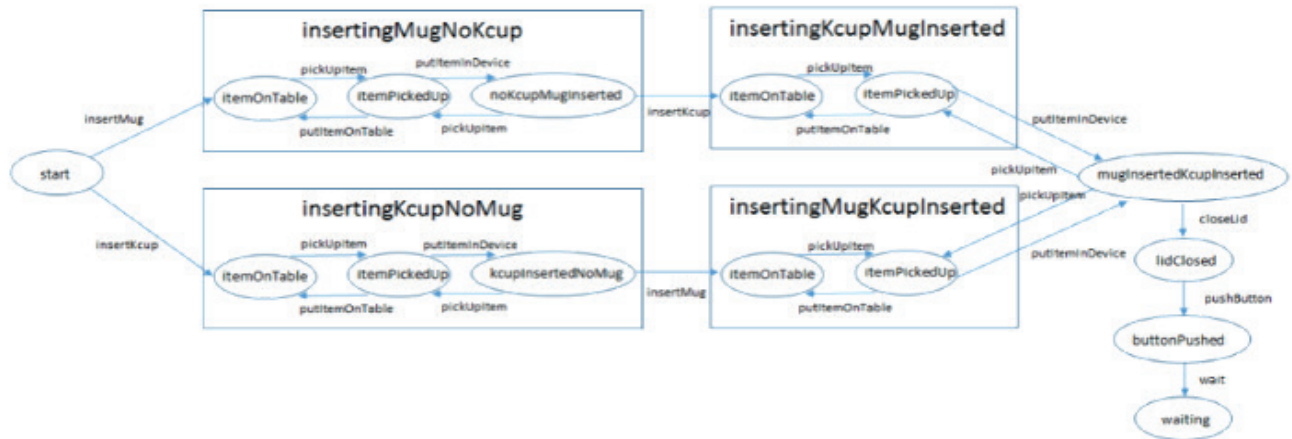 insertingMugNoKcup
pickUpItem
putItemInDevice
itemOnTable
itemPickedUp
noKcupMugInserted
putItemOnTable
pickUpItem
insertMug
insertKcup
insertingKcupMugInserted
pickUpItem
itemOnTable
itemPickedUp
putItemOnTable
putItemInDevice
pickUpItem
start
mugInsertedKcupInserted
pickUpItem
insertingKcupNoMug
pickUpItem
putItemInDevice
itemOnTable
itemPickedUp
kcupInsertedNoMug
putItemOnTable
pickUpItem
insertKcup
insertMug
insertingMugKcupInserted
pickUpItem
itemOnTable
itemPickedUp
putItemOnTable
putItemInDevice
closeLid
lidClosed
pushButton
buttonPushed
wait
waiting